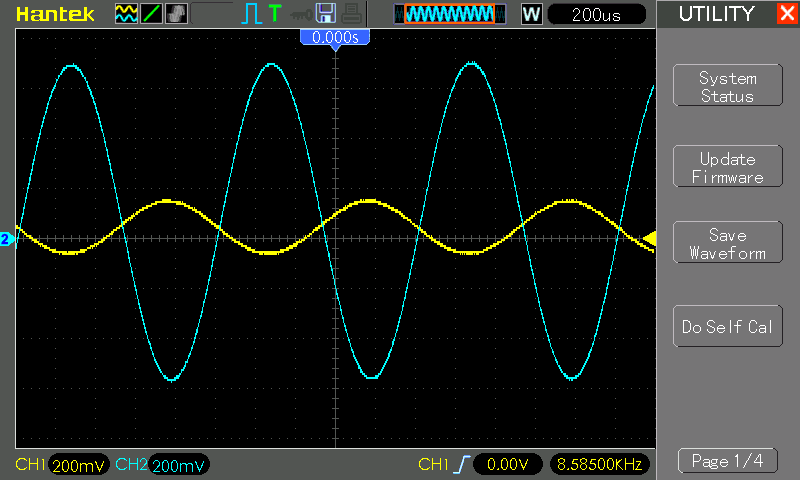 Hantek
T
W
200us
UTILITY
0.000s
System
Status
Update
Firmware
Save
Waveform
Do Self Cal
2
CH1 200mV CH2 200mV CH1 0.00V 8.58500KHz
Page 1/4